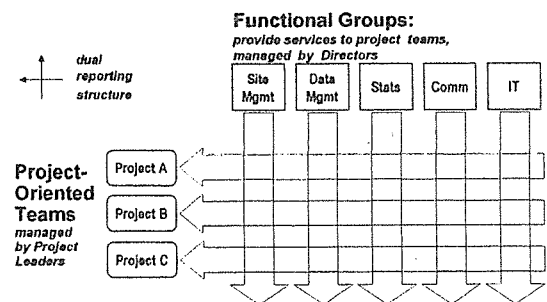 Functional Groups:
provide services to project teams,
managed by Directors
dual
reporting
structure
Site
Mgmt
Data
Mgmt
Stats
Comm
IT
Project-
Oriented
Teams
managed
by Project
Leaders
Project A
Project B
Project C